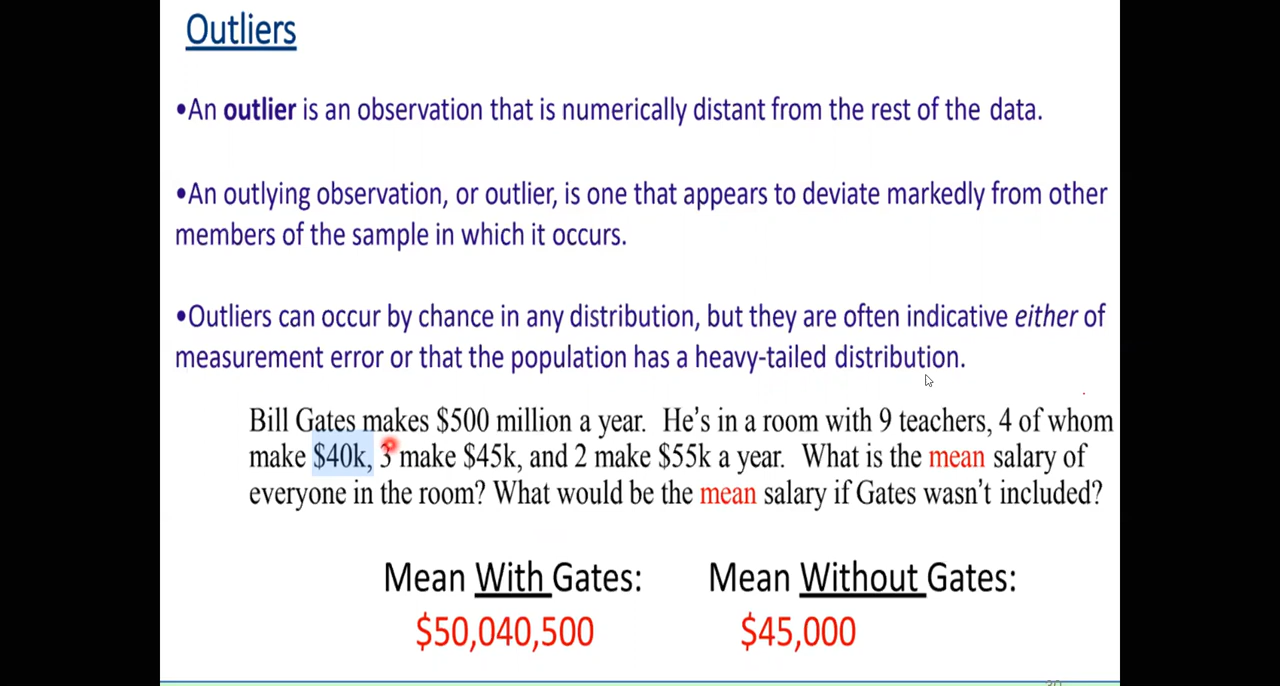 Outliers
•An outlier is an observation that is numerically distant from the rest of the data.
•An outlying observation, or outlier, is one that appears to deviate markedly from other
members of the sample in which it occurs.
•Outliers can occur by chance in any distribution, but they are often indicative either of
measurement error or that the population has a heavy-tailed distribution.
Bill Gates makes $500 million a year. He's in a room with 9 teachers, 4 of whom
make $40k, 3 make $45k, and 2 make $55k a year. What is the mean salary of
everyone in the room? What would be the mean salary if Gates wasn't included?
Mean With Gates: Mean Without Gates:
$50,040,500 $45,000